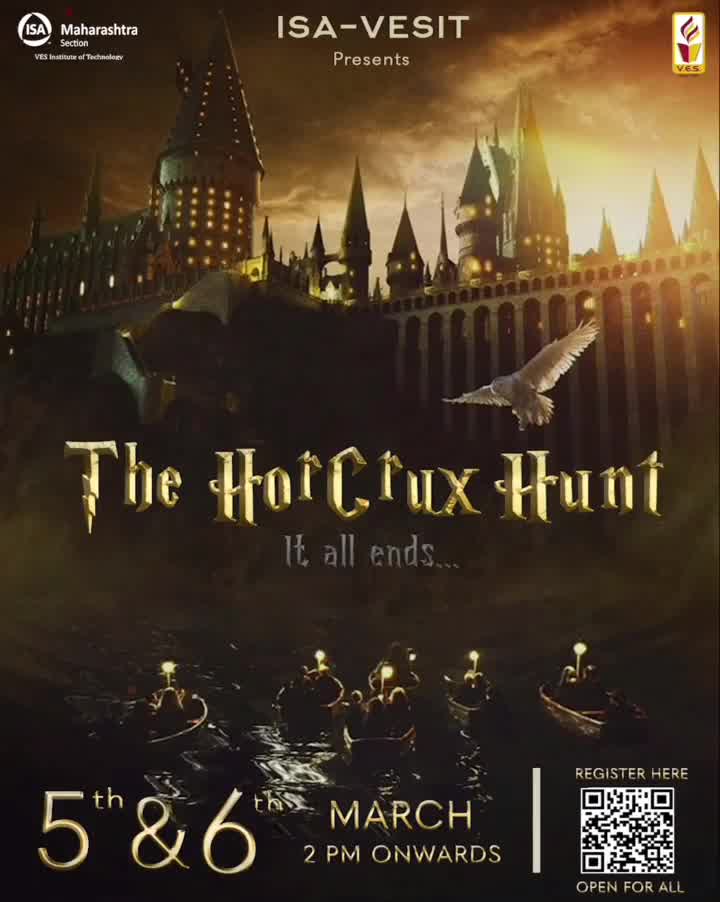 ISA
Maharashtra
Section
VES Institute of Technology
ISA-VESIT
Presents
V.E.S.
The HorCrux Hunt
It all ends...
5th & 6th
MARCH
2 PM ONWARDS
REGISTER HERE
OPEN FOR ALL